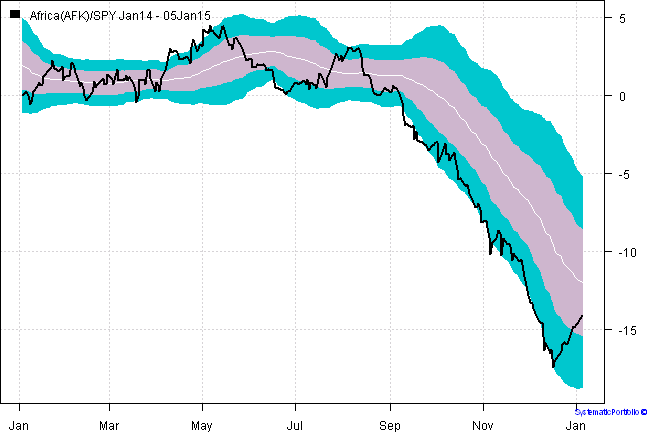 Africa(AFK)/SPY Jan14 - 05Jan15
5
0
-5
-10
-15
Jan Mar May Jul Sep Nov Jan
SystematicPortfolio ©